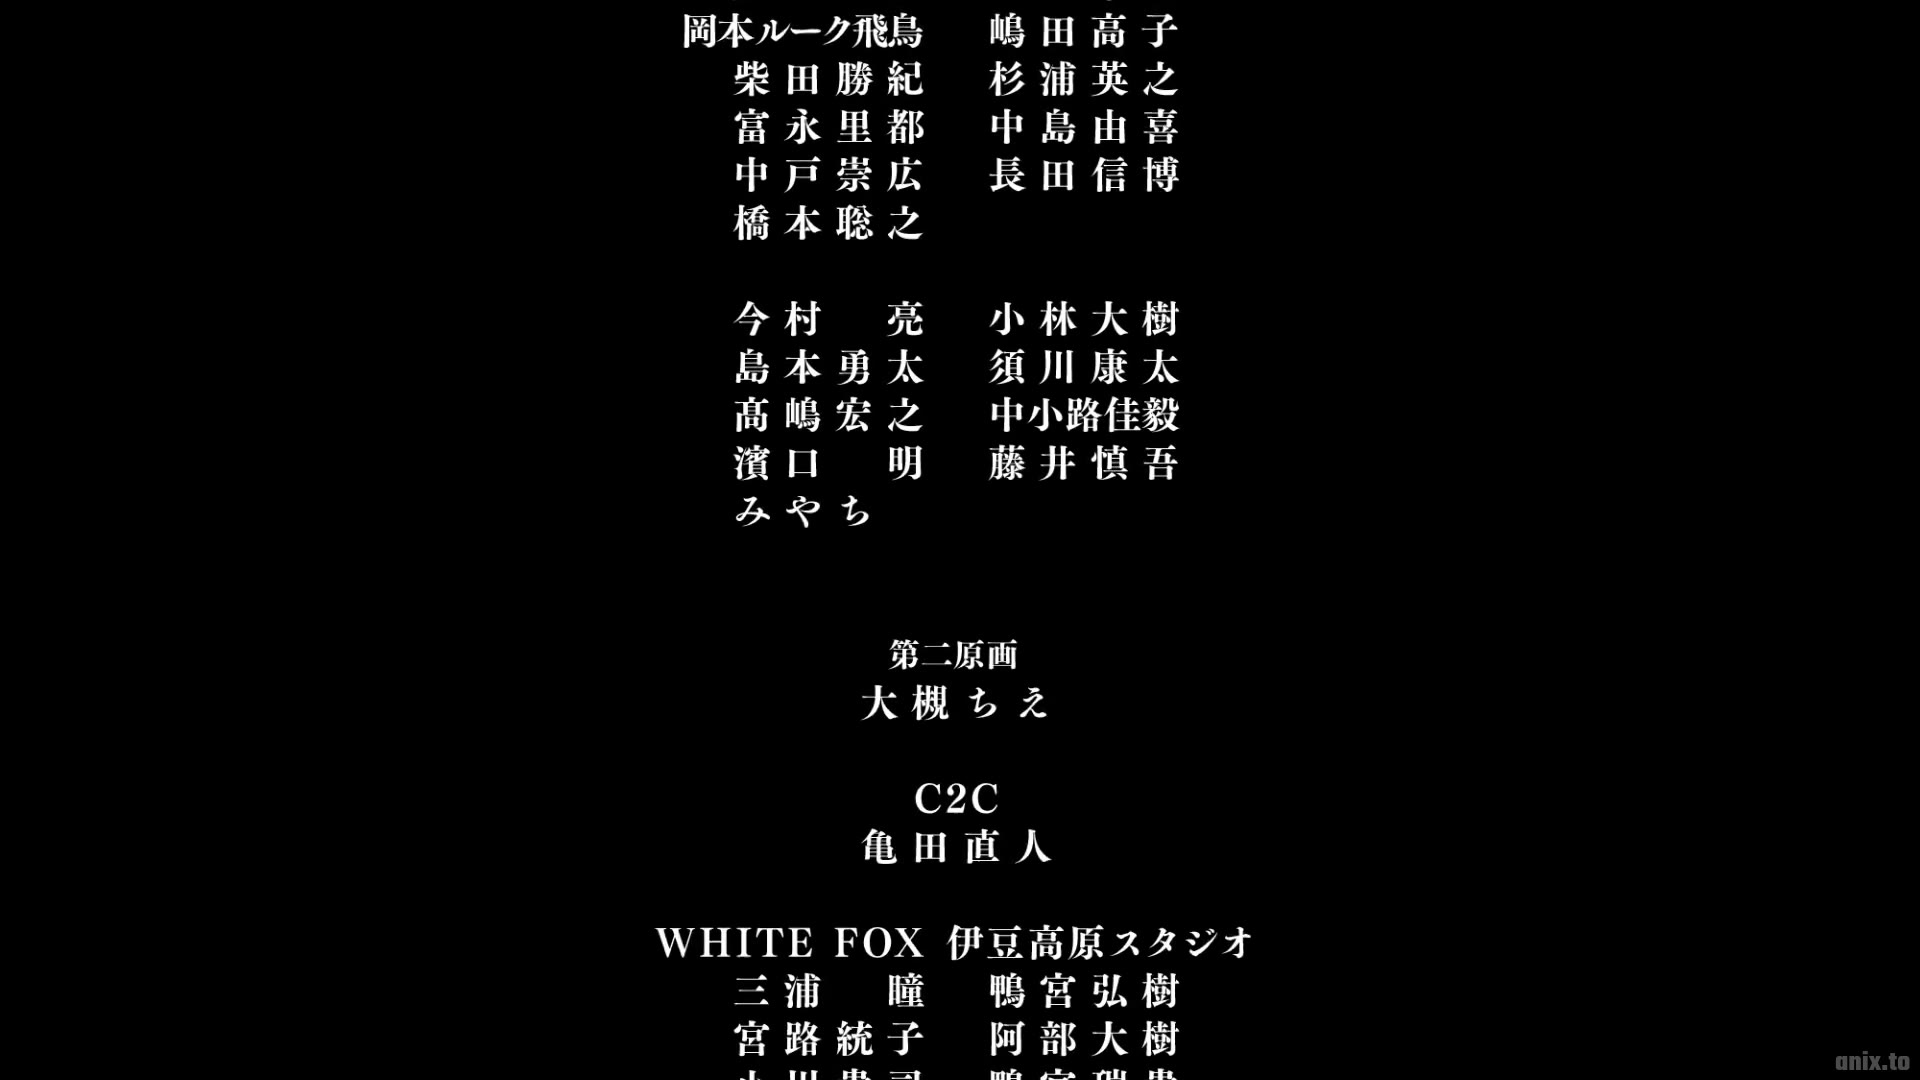 岡本ルーク飛鳥 嶋田高子
柴田勝紀 杉浦英之
富永里都 中島由喜
中戸崇広 長田信博
橋本聡之
今村 亮 小林大樹
島本勇太 須川康太
髙嶋宏之 中小路佳毅
濱口 明 藤井慎吾
みやち
第二原画
大槻ちえ
C2C
亀田直人
WHITE FOX 伊豆高原スタジオ
三浦 瞳 鴨宮弘樹
宮路統子 阿部大樹
anix.to